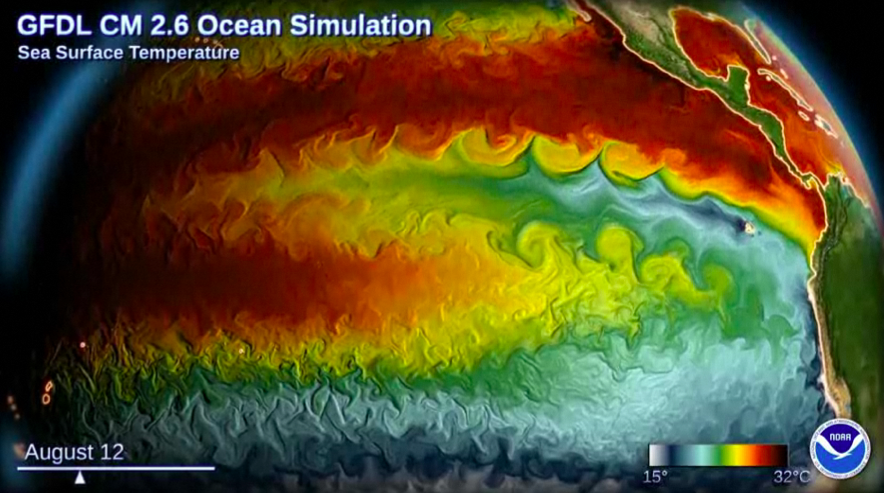 GFDL CM 2.6 Ocean Simulation
Sea Surface Temperature
August 12
15° 32°C
NOAA